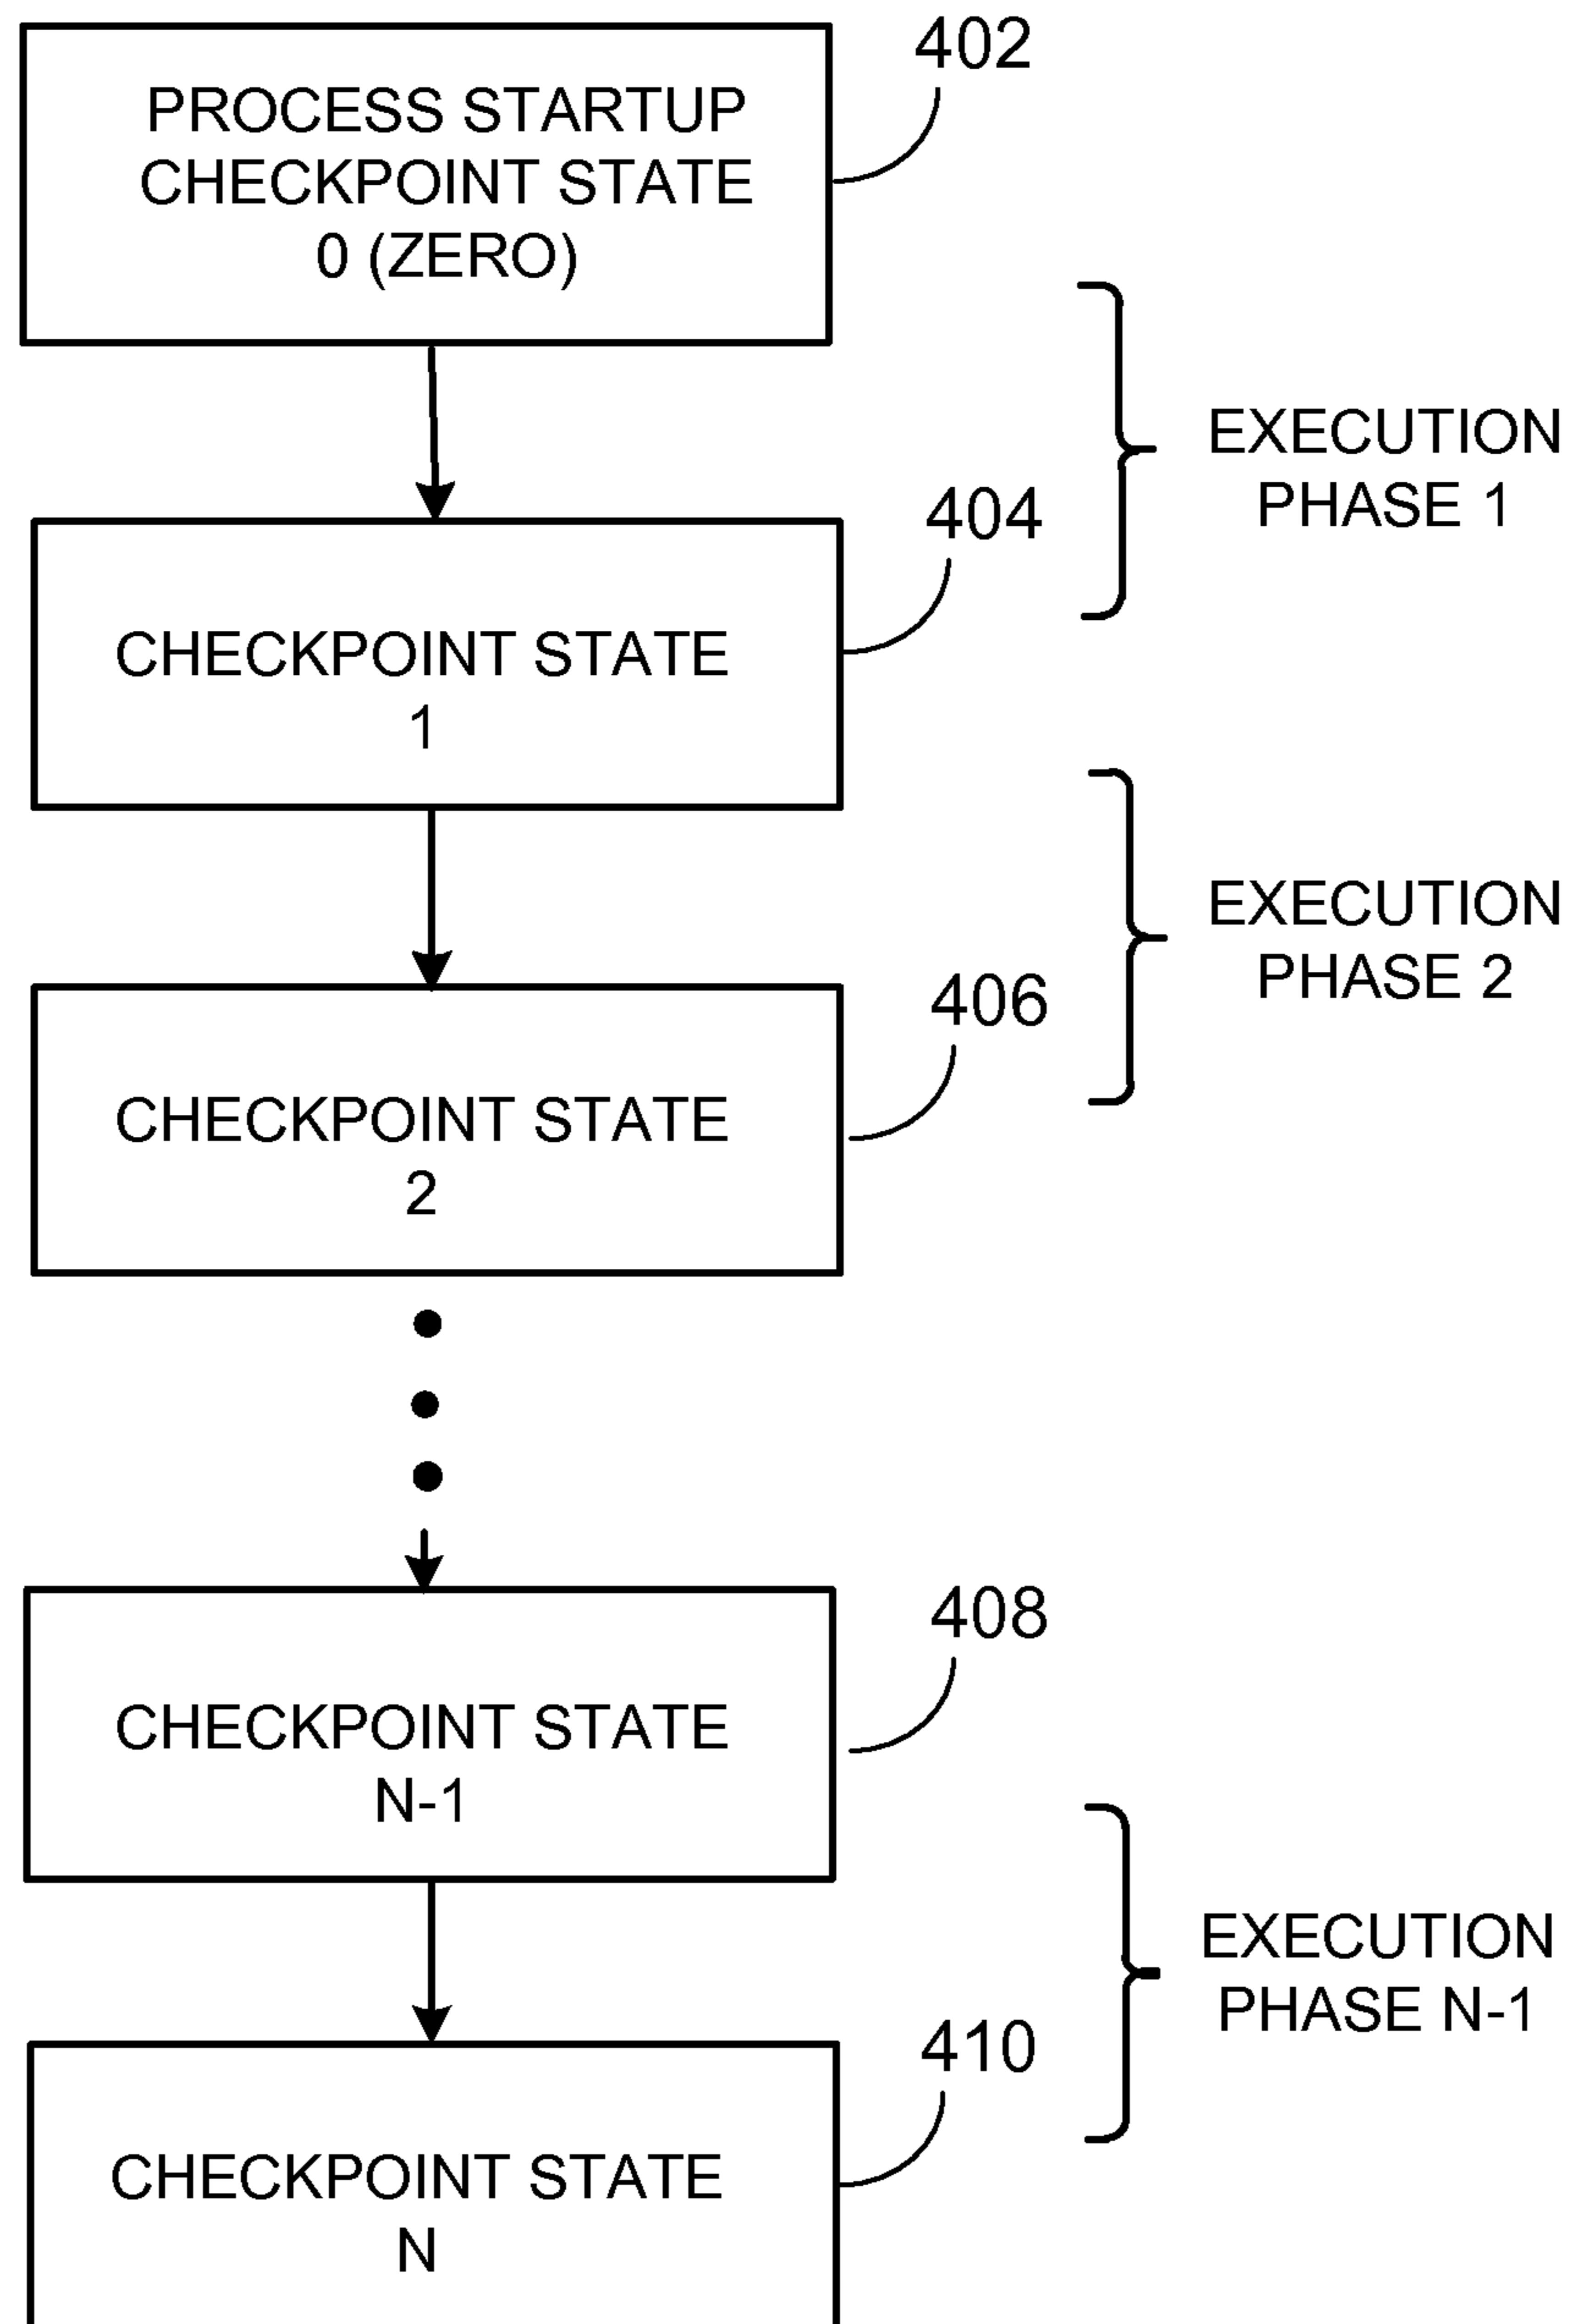 402
PROCESS STARTUP
CHECKPOINT STATE
0 (ZERO)
EXECUTION
PHASE 1
404
CHECKPOINT STATE
1
EXECUTION
PHASE 2
406
CHECKPOINT STATE
2
408
CHECKPOINT STATE
N-1
EXECUTION
PHASE N-1
410
CHECKPOINT STATE
N